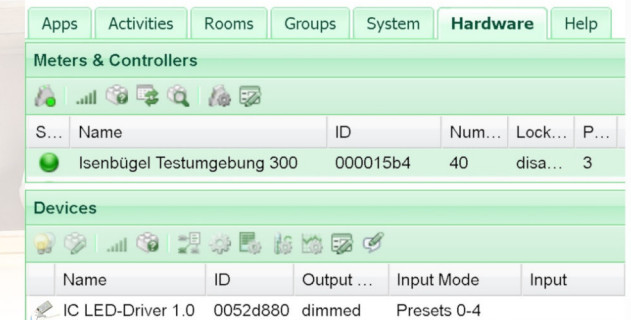 Apps Activities Rooms Groups System Hardware Help
Meters & Controllers
S... Name ID Num... Lock... P...
Isenbügel Testumgebung 300 000015b4 40 disa... 3
Devices
Name ID Output ... Input Mode Input
IC LED-Driver 1.0 0052d880 dimmed Presets 0-4